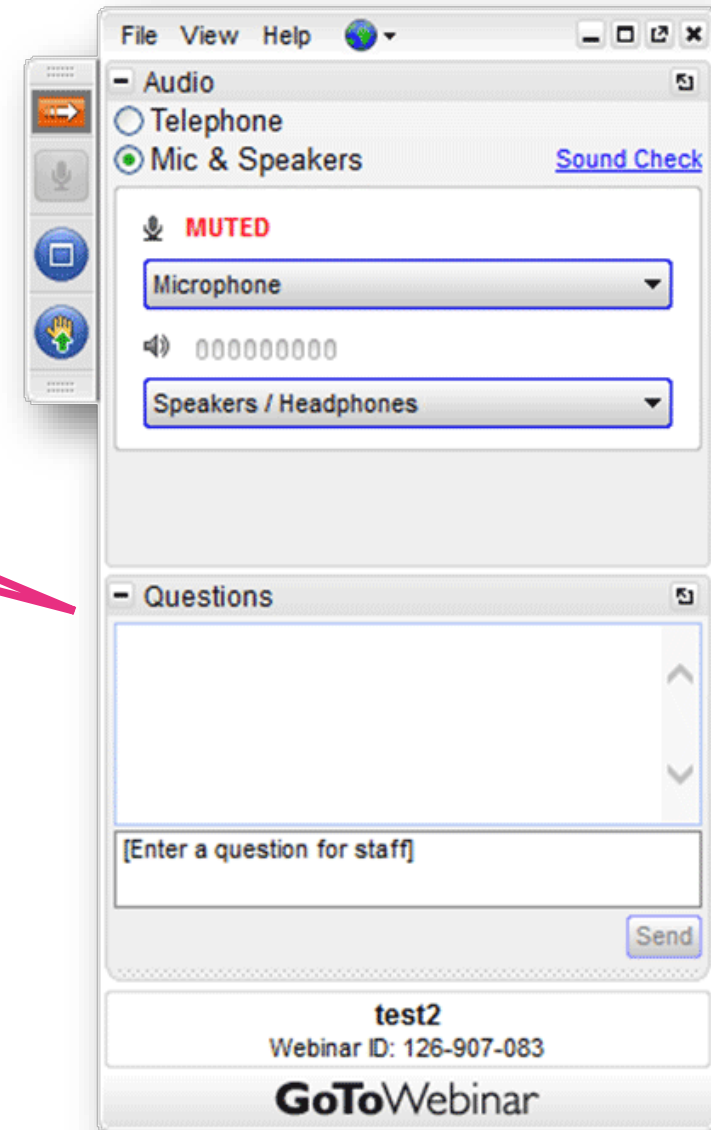 File View Help
Audio
Telephone
Mic & Speakers Sound Check
MUTED
Microphone
000000000
Speakers / Headphones
Questions
[Enter a question for staff]
Send
test2
Webinar ID: 126-907-083
GoToWebinar